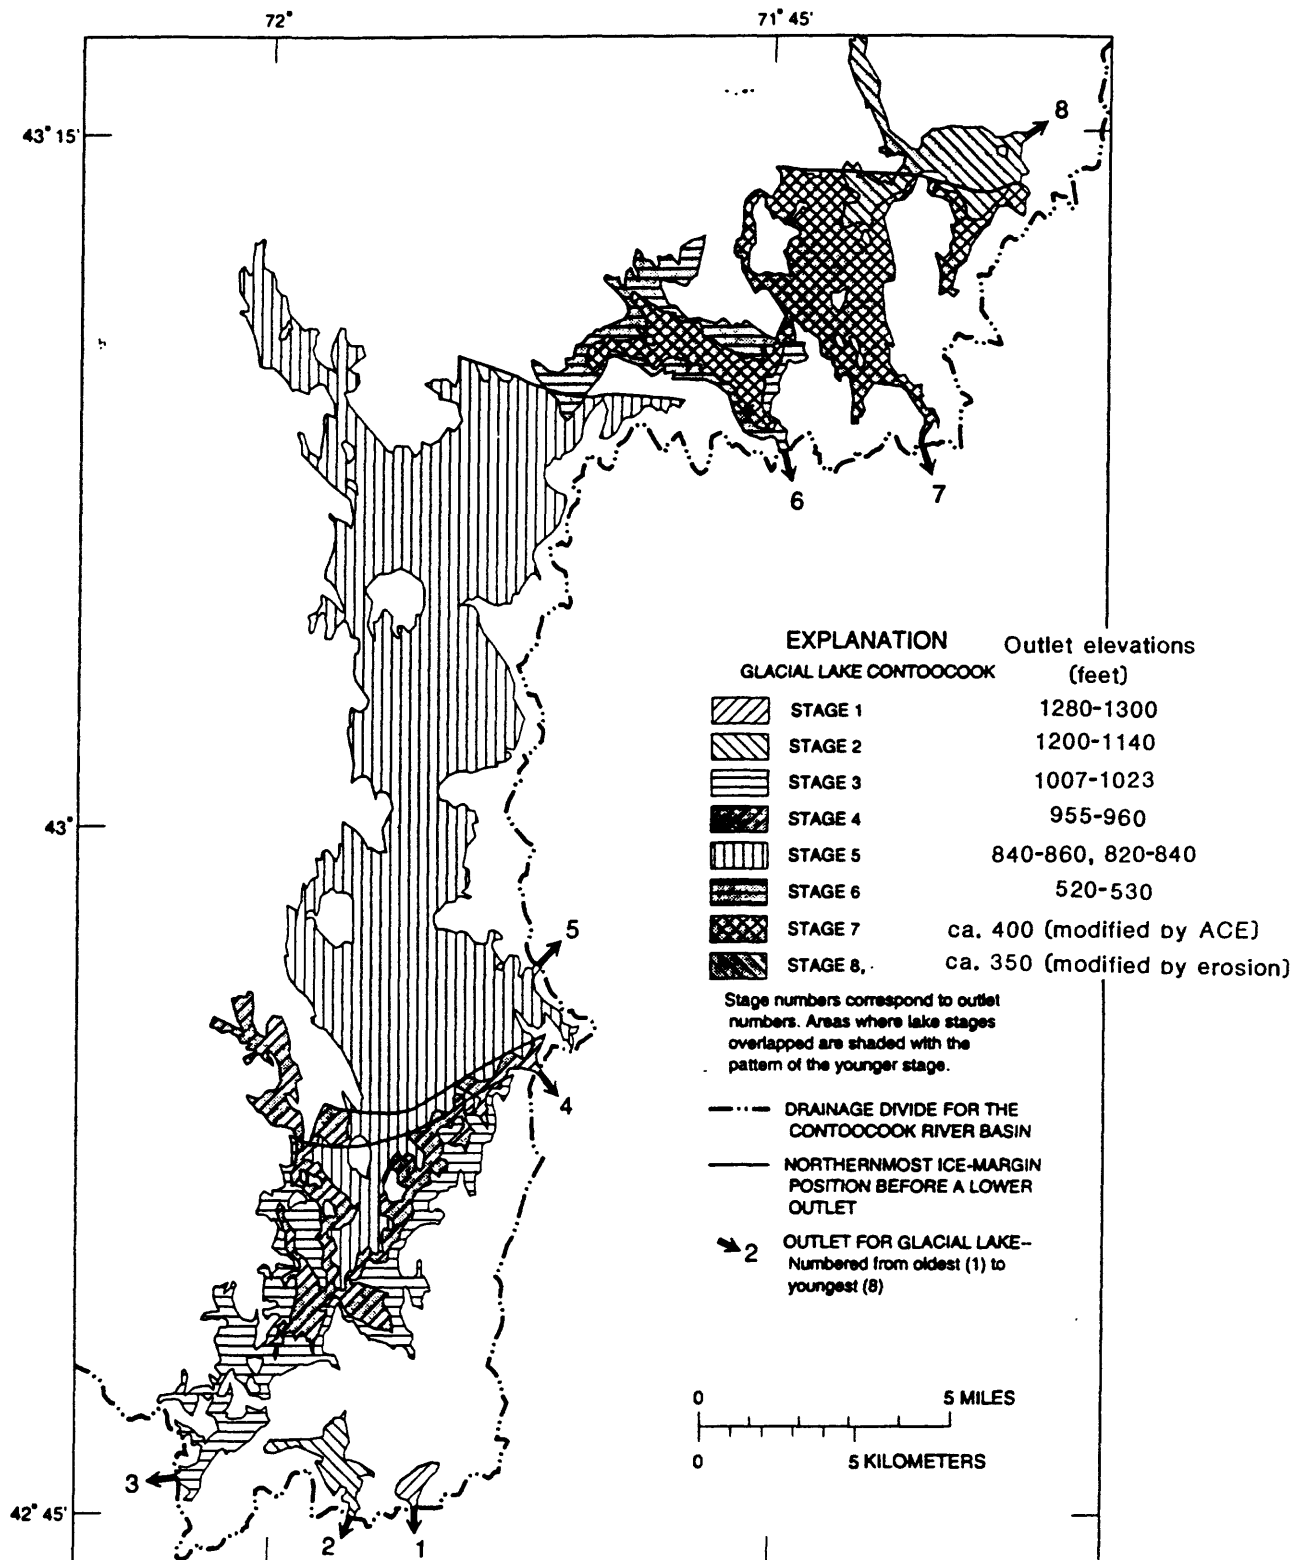 72°
71° 45'
43° 15'
8
6
7
EXPLANATION
Outlet elevations
(feet)
GLACIAL LAKE CONTOOCOOK
STAGE 1 1280-1300
STAGE 2 1200-1140
STAGE 3 1007-1023
STAGE 4 955-960
43°
STAGE 5 840-860, 820-840
STAGE 6 520-530
STAGE 7 ca. 400 (modified by ACE)
STAGE 8, ca. 350 (modified by erosion)
5
Stage numbers correspond to outlet
numbers. Areas where lake stages
overlapped are shaded with the
pattern of the younger stage.
4
DRAINAGE DIVIDE FOR THE
CONTOOCOOK RIVER BASIN
NORTHERNMOST ICE-MARGIN
POSITION BEFORE A LOWER
OUTLET
2 OUTLET FOR GLACIAL LAKE--
Numbered from oldest (1) to
youngest (8)
0 5 MILES
0 5 KILOMETERS
3
42° 45'
2
1